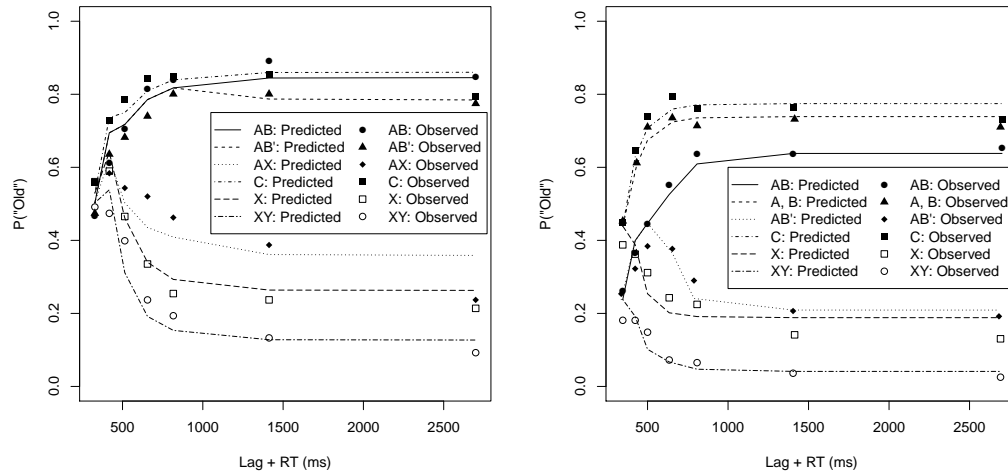 1.0
0.8
0.6
0.4
0.2
0.0
P("Old")
500 1000 1500 2000 2500
Lag + RT (ms)
AB: Predicted AB: Observed
AB': Predicted AB': Observed
AX: Predicted AX: Observed
C: Predicted C: Observed
X: Predicted X: Observed
XY: Predicted XY: Observed
1.0
0.8
0.6
0.4
0.2
0.0
P("Old")
500 1000 1500 2000 2500
Lag + RT (ms)
AB: Predicted AB: Observed
A, B: Predicted A, B: Observed
AB': Predicted AB': Observed
C: Predicted C: Observed
X: Predicted X: Observed
XY: Predicted XY: Observed